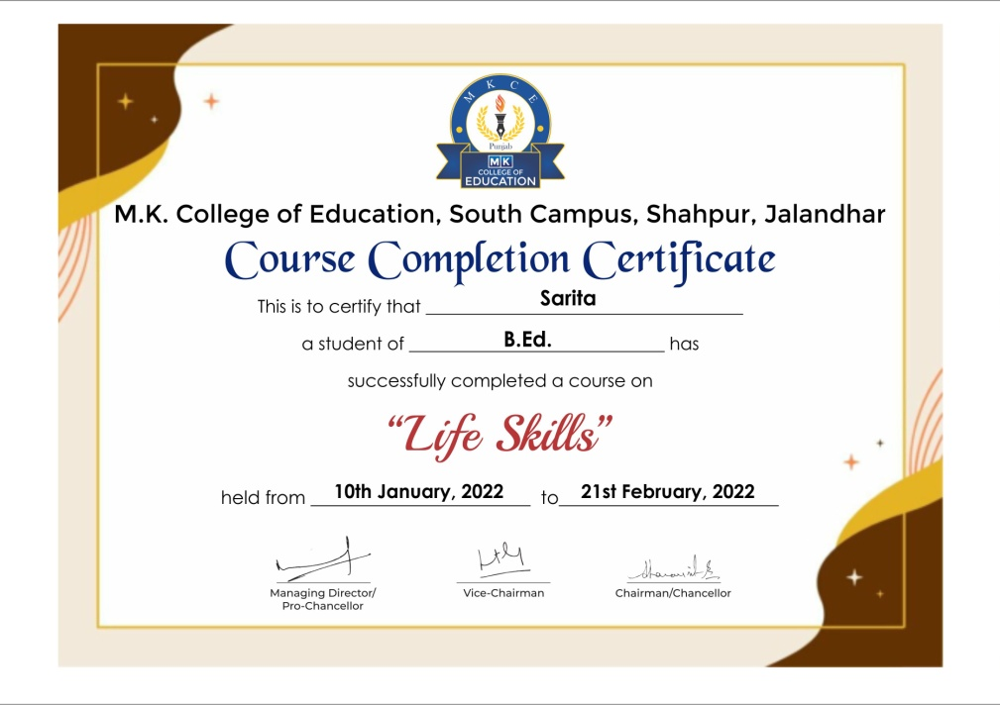 M K C E
Punjab
MK
COLLEGE OF
EDUCATION
M.K. College of Education, South Campus, Shahpur, Jalandhar
Course Completion Certificate
This is to certify that Sarita
a student of B.Ed. has
successfully completed a course on
“Life Skills”
held from 10th January, 2022 to 21st February, 2022
Managing Director/ Vice-Chairman Chairman/Chancellor
Pro-Chancellor